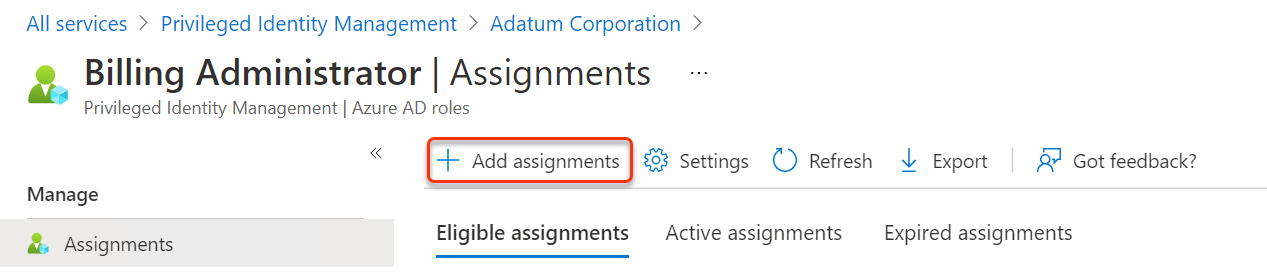 All services > Privileged Identity Management > Adatum Corporation >
Billing Administrator | Assignments ...
Privileged Identity Management | Azure AD roles
« + Add assignments Settings Refresh Export | Got feedback?
Manage
Assignments
Eligible assignments Active assignments Expired assignments